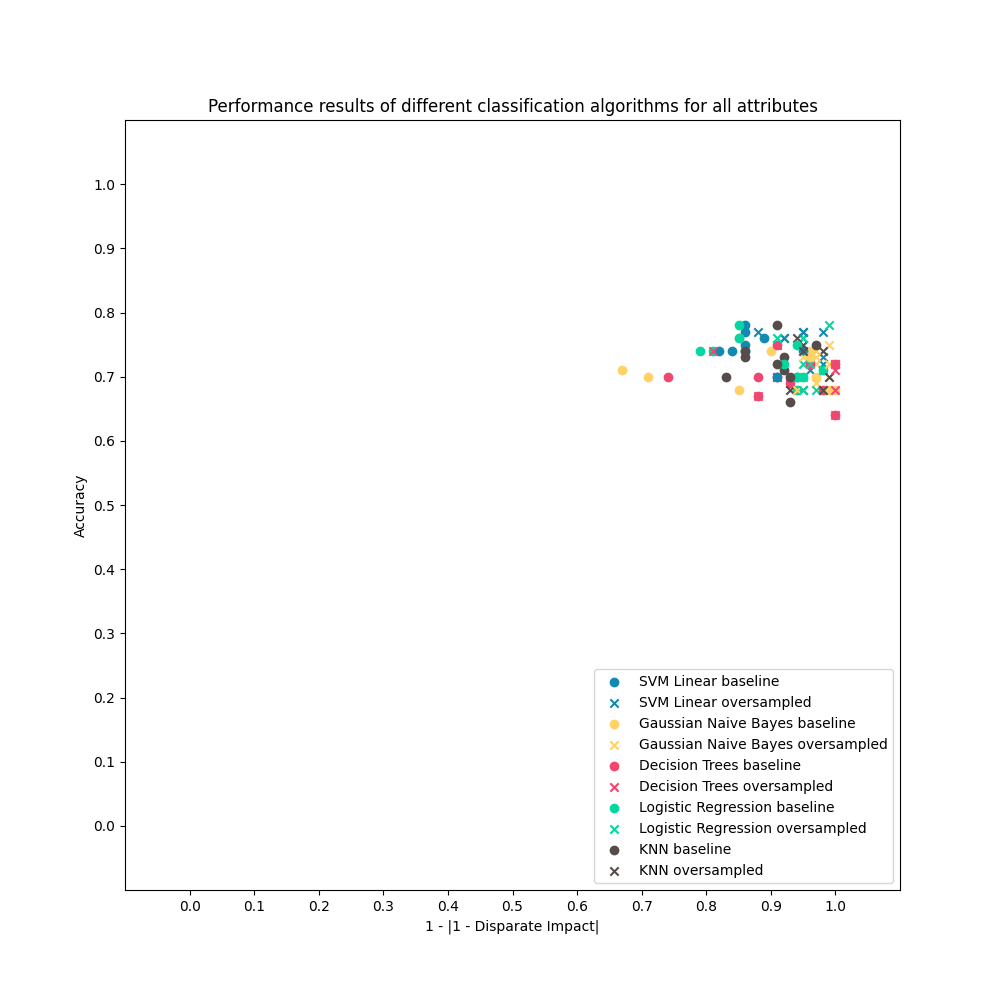 Performance results of different classification algorithms for all attributes
1.0
0.9
0.8
0.7
0.6
0.5
0.4
0.3
0.2
0.1
0.0
Accuracy
SVM Linear baseline
SVM Linear oversampled
Gaussian Naive Bayes baseline
Gaussian Naive Bayes oversampled
Decision Trees baseline
Decision Trees oversampled
Logistic Regression baseline
Logistic Regression oversampled
KNN baseline
KNN oversampled
0.0 0.1 0.2 0.3 0.4 0.5 0.6 0.7 0.8 0.9 1.0
1 - |1 - Disparate Impact|